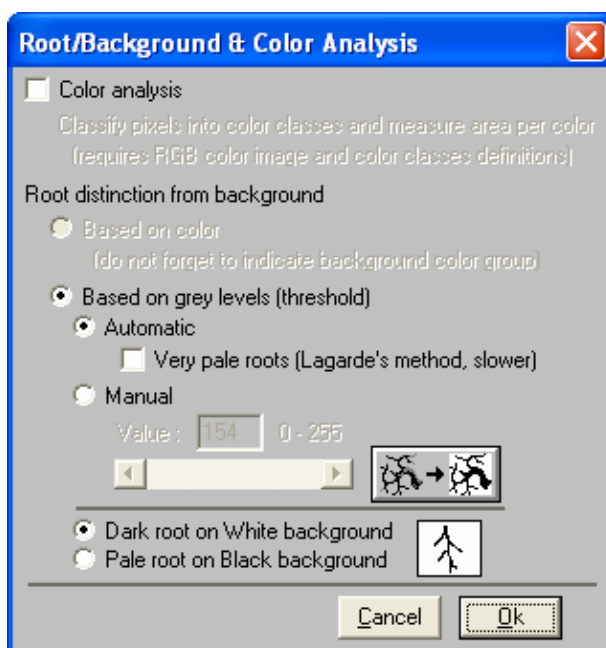 Root/Background & Color Analysis
Color analysis
Classify pixels into color classes and measure area per color
(requires RGB color image and color classes definitions)
Root distinction from background
Based on color
(do not forget to indicate background color group)
Based on grey levels (threshold)
Automatic
Very pale roots (Lagarde's method, slower)
Manual
Value : 154 0 - 255
Dark root on White background
Pale root on Black background
Cancel Ok